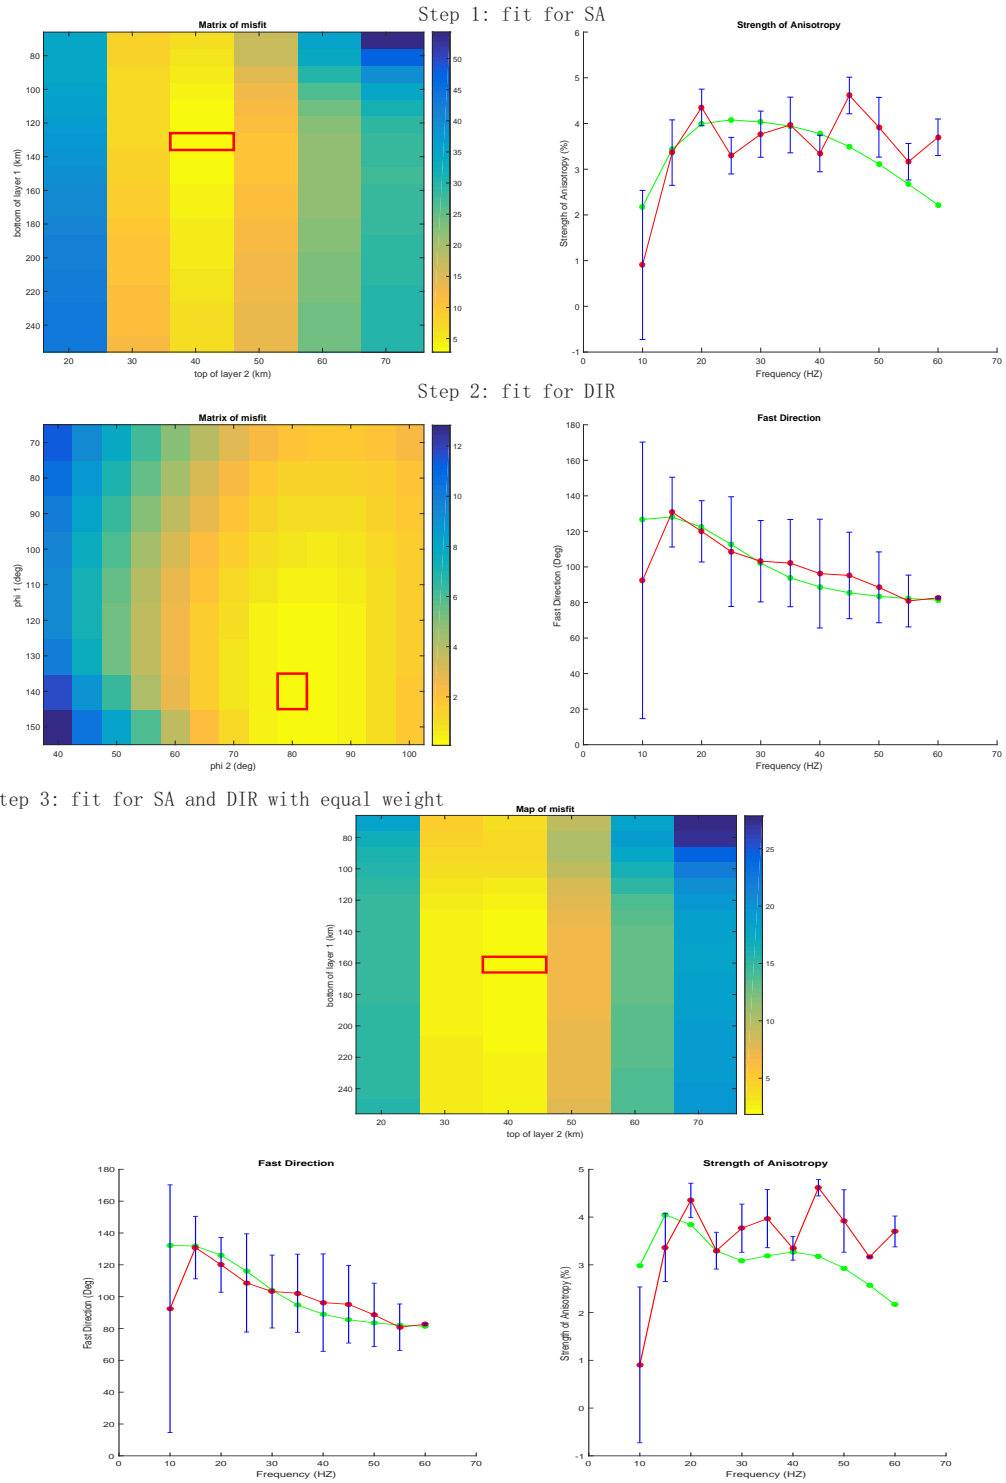 Step 1: fit for SA
Matrix of misfit
80
100
120
140
160
180
200
220
240
bottom of layer 1 (km)
20 30 40 50 60 70
top of layer 2 (km)
50
45
40
35
30
25
20
15
10
5
Strength of Anisotropy
6
5
4
3
2
1
0
-1
Strength of Anisotropy (%)
0 10 20 30 40 50 60 70
Frequency (HZ)
Step 2: fit for DIR
Matrix of misfit
70
80
90
100
110
120
130
140
150
phi 1 (deg)
40 50 60 70 80 90 100
phi 2 (deg)
12
10
8
6
4
2
Fast Direction
180
160
140
120
100
80
60
40
20
0
Fast Direction (Deg)
0 10 20 30 40 50 60 70
Frequency (HZ)
tep 3: fit for SA and DIR with equal weight
Map of misfit
80
100
120
140
160
180
200
220
240
bottom of layer 1 (km)
20 30 40 50 60 70
top of layer 2 (km)
25
20
15
10
5
Fast Direction
180
160
140
120
100
80
60
40
20
0
Fast Direction (Deg)
0 10 20 30 40 50 60 70
Frequency (HZ)
Strength of Anisotropy
5
4
3
2
1
0
-1
Strength of Anisotropy (%)
0 10 20 30 40 50 60 70
Frequency (HZ)